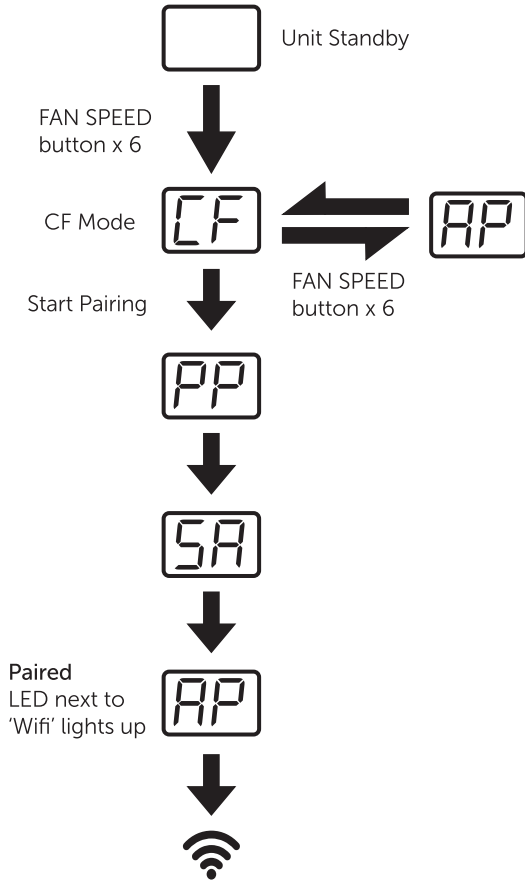 Unit Standby
FAN SPEED
button x 6
CF Mode
CF
AP
FAN SPEED
button x 6
Start Pairing
PP
SA
Paired
LED next to
‘Wifi’ lights up
AP